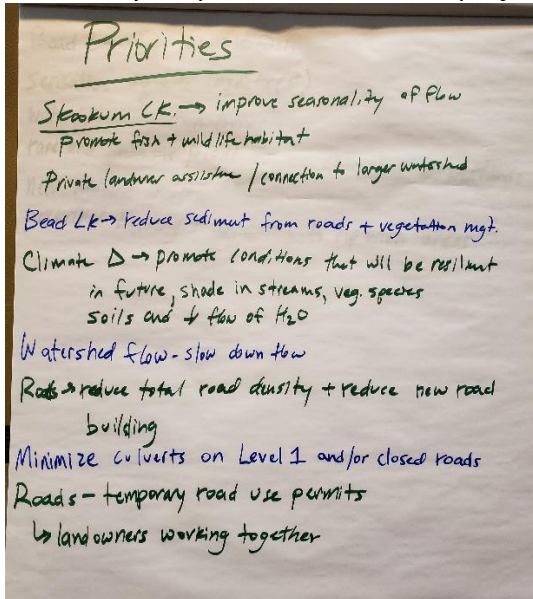 Priorities
Skookum Ck. → improve seasonality of flow
promote fish + wildlife habitat
Private landowner assistance / connection to larger watershed
Bead Lk → reduce sediment from roads + vegetation mgt.
Climate Δ → promote conditions that will be resilient
in future, shade in streams, veg. species
soils and ↓ flow of H2O
Watershed flow - slow down flow
Roads → reduce total road density + reduce new road
building
Minimize culverts on Level 1 and/or closed roads
Roads - temporary road use permits
↳ landowners working together